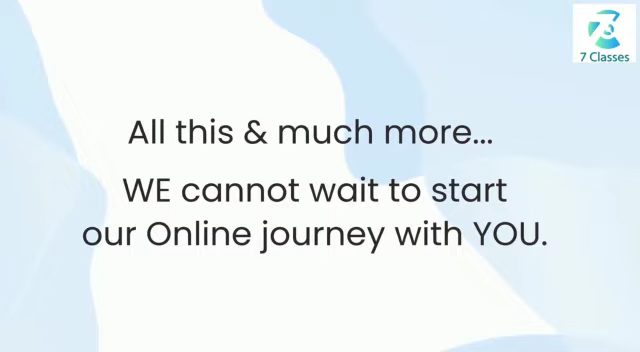 7 Classes
All this & much more...
WE cannot wait to start
our Online journey with YOU.